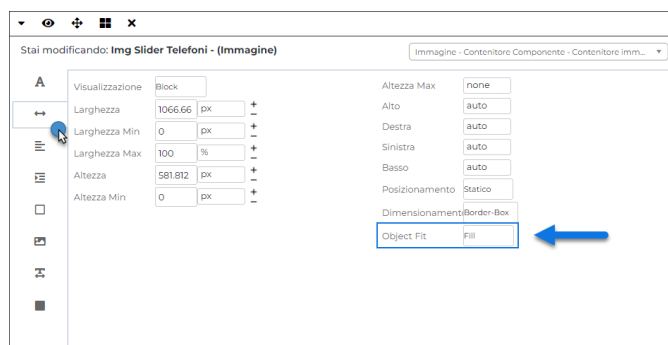 Stai modificando: Img Slider Telefoni - (Immagine)
Immagine - Contenitore Componente - Contenitore imm...
A
Visualizzazione Block
Larghezza 1066.66 px + −
Larghezza Min 0 px + −
Larghezza Max 100 % + −
Altezza 581.812 px + −
Altezza Min 0 px + −
Altezza Max none
Alto auto
Destra auto
Sinistra auto
Basso auto
Posizionamento Statico
Dimensionament Border-Box
Object Fit Fill